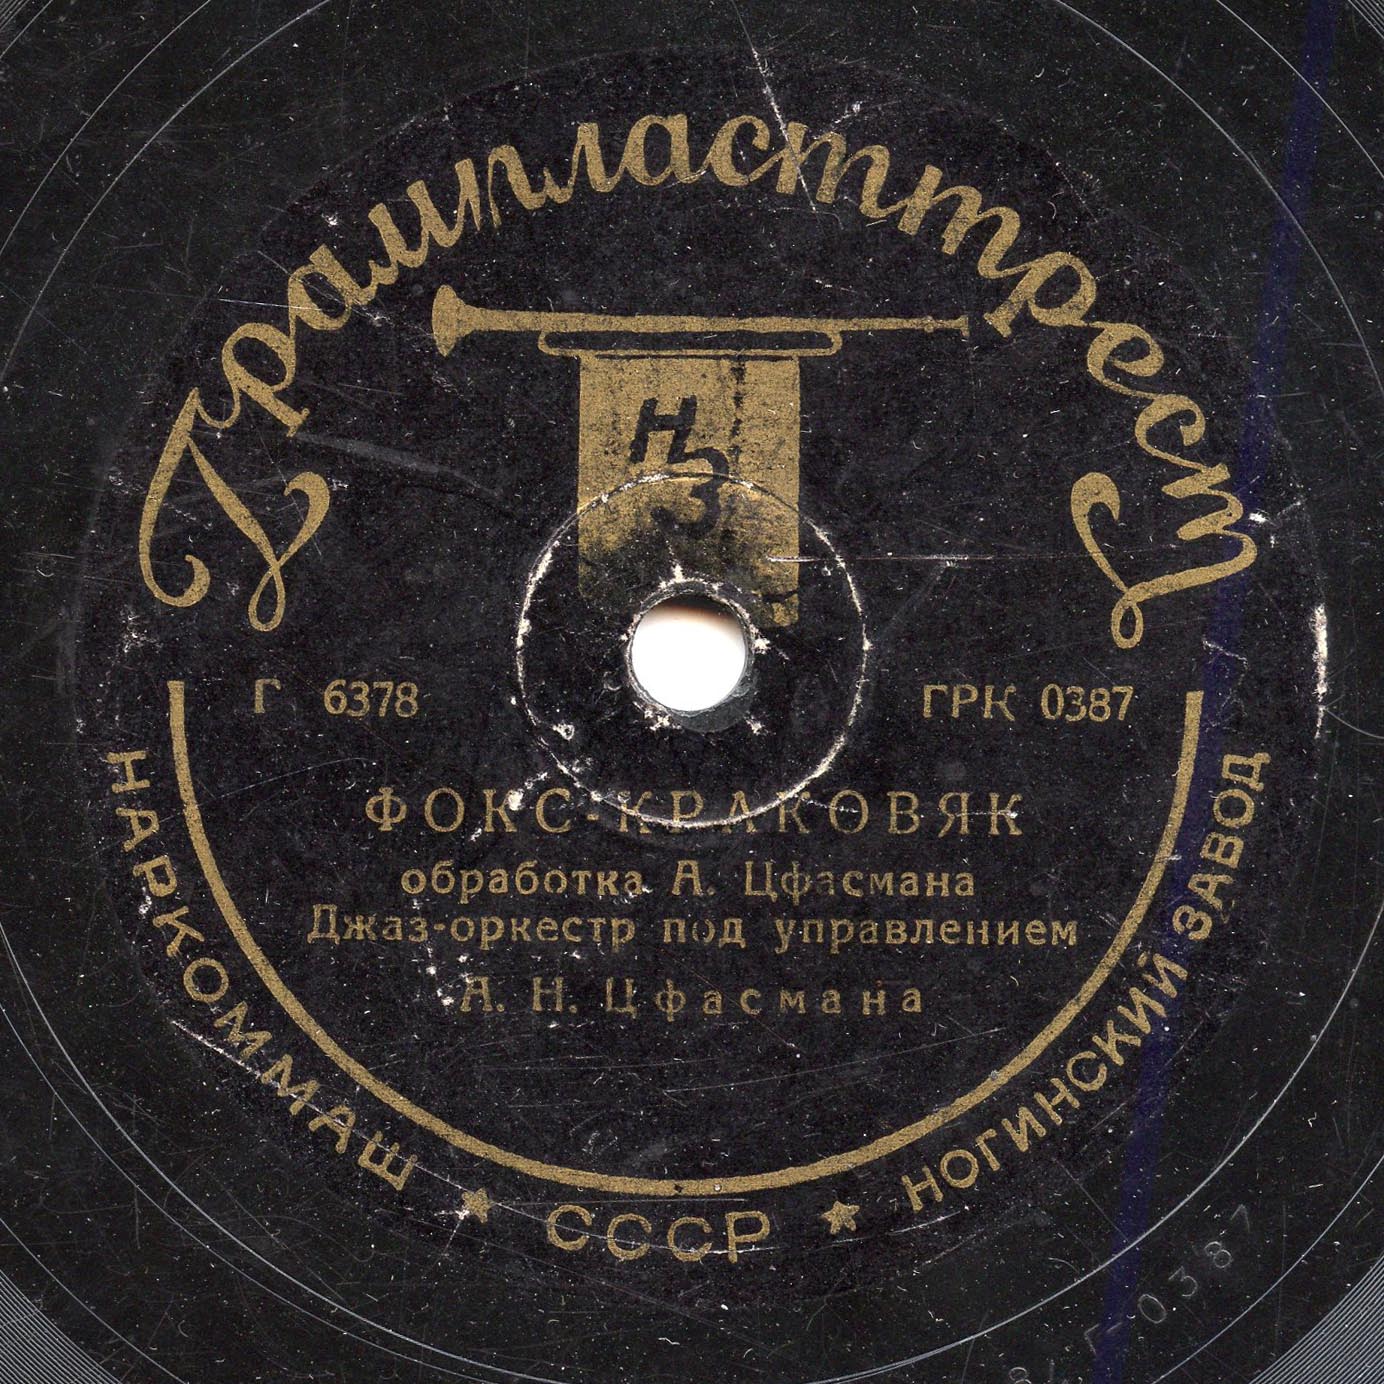 Грампласттрест
НЗ
Г 6378
ГРК 0387
ФОКС-КРАКОВЯК
обработка А. Цфасмана
Джаз-оркестр под управлением
А. Н. Цфасмана
НАРКОММАШ ★ СССР ★ НОГИНСКИЙ ЗАВОД